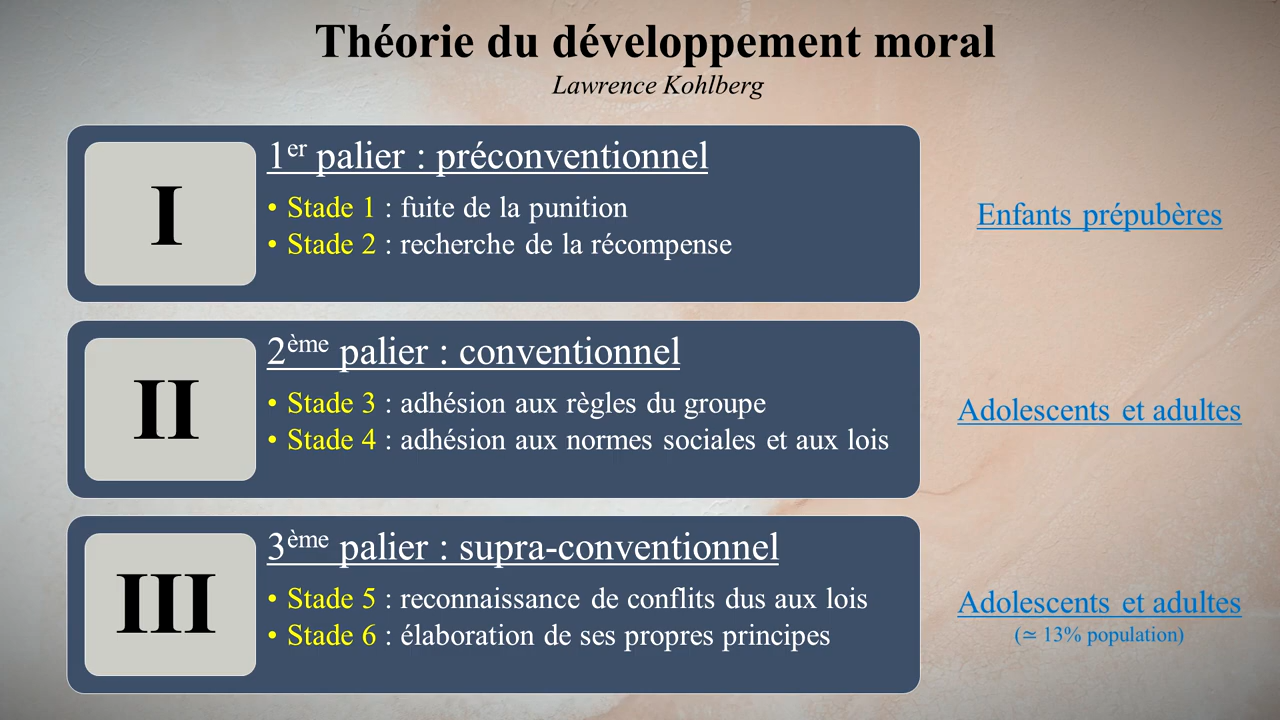 Théorie du développement moral
Lawrence Kohlberg
I
1er palier : préconventionnel
• Stade 1 : fuite de la punition
• Stade 2 : recherche de la récompense
Enfants prépubères
II
2ème palier : conventionnel
• Stade 3 : adhésion aux règles du groupe
• Stade 4 : adhésion aux normes sociales et aux lois
Adolescents et adultes
III
3ème palier : supra-conventionnel
• Stade 5 : reconnaissance de conflits dus aux lois
• Stade 6 : élaboration de ses propres principes
Adolescents et adultes
(≃ 13% population)